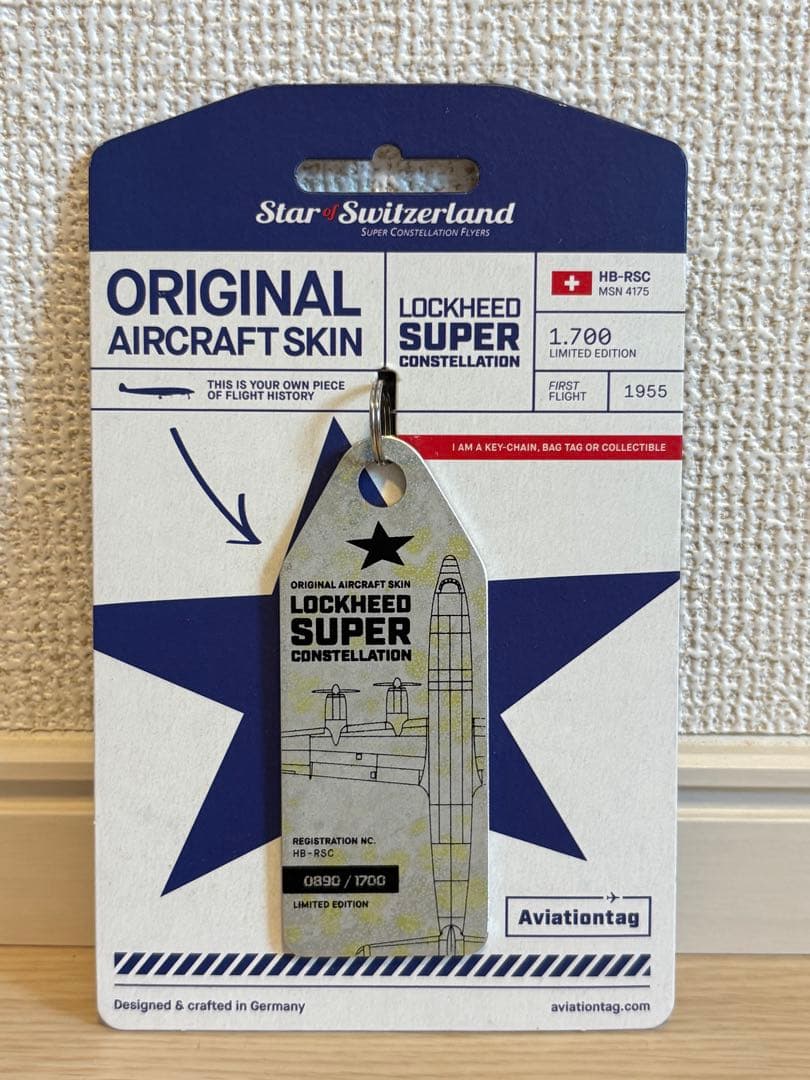 Star of Switzerland
SUPER CONSTELLATION FLYERS
ORIGINAL
AIRCRAFT SKIN
THIS IS YOUR OWN PIECE
OF FLIGHT HISTORY
LOCKHEED
SUPER
CONSTELLATION
HB-RSC
MSN 4175
1.700
LIMITED EDITION
FIRST
FLIGHT
1955
I AM A KEY-CHAIN, BAG TAG OR COLLECTIBLE
ORIGINAL AIRCRAFT SKIN
LOCKHEED
SUPER
CONSTELLATION
REGISTRATION NO.
HB-RSC
0890 / 1700
LIMITED EDITION
Aviationtag
Designed & crafted in Germany
aviationtag.com